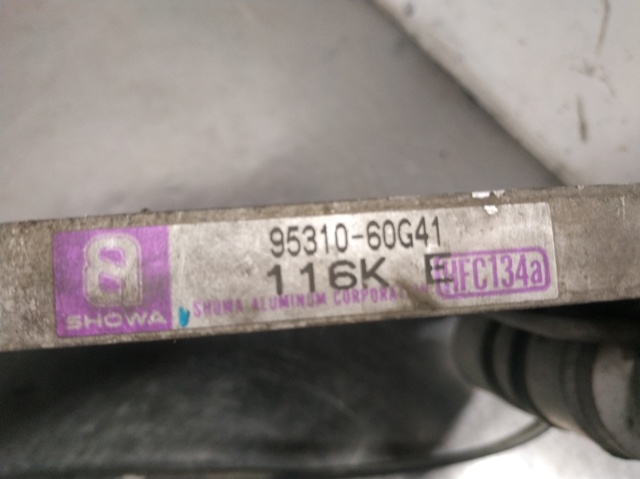 SHOWA
95310-60G41
116K E
HFC134a
SHOWA ALUMINUM CORPORATION